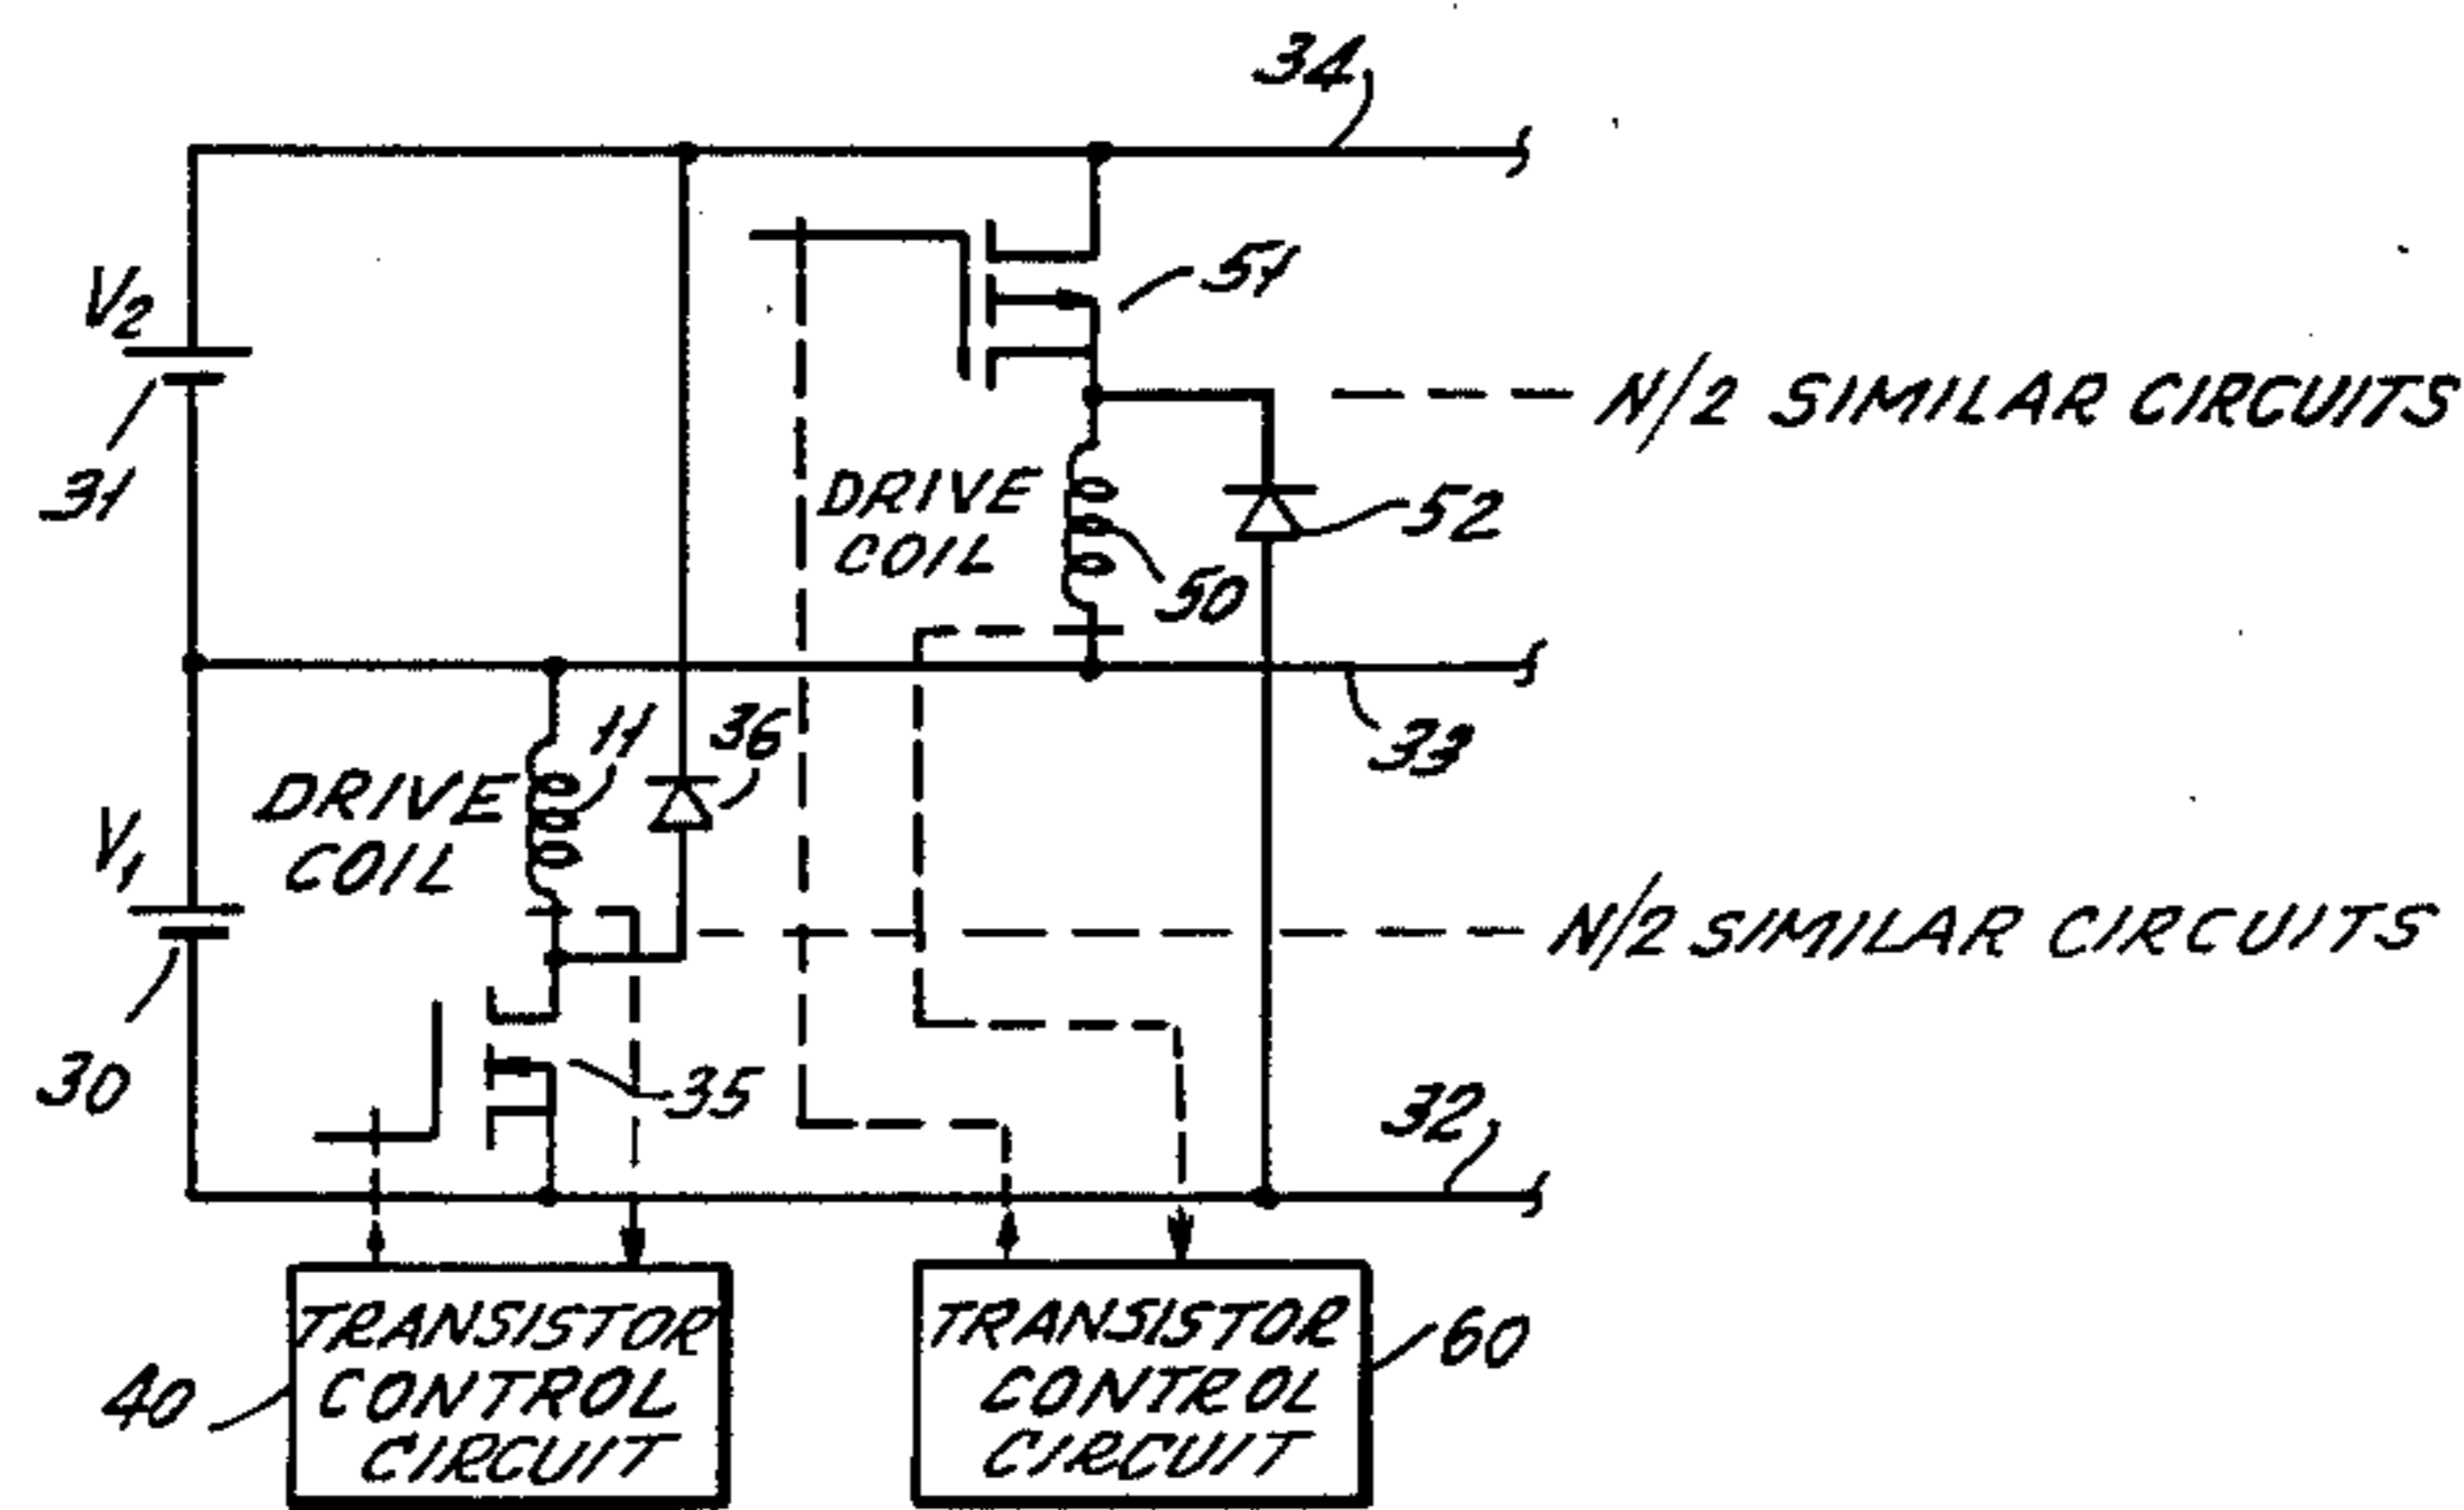 34
V2
51
N/2 SIMILAR CIRCUITS
31
DRIVE
COIL
52
50
11
36
33
DRIVE
COIL
V1
N/2 SIMILAR CIRCUITS
30
35
32
TRANSISTOR
CONTROL
CIRCUIT
40
TRANSISTOR
CONTROL
CIRCUIT
60